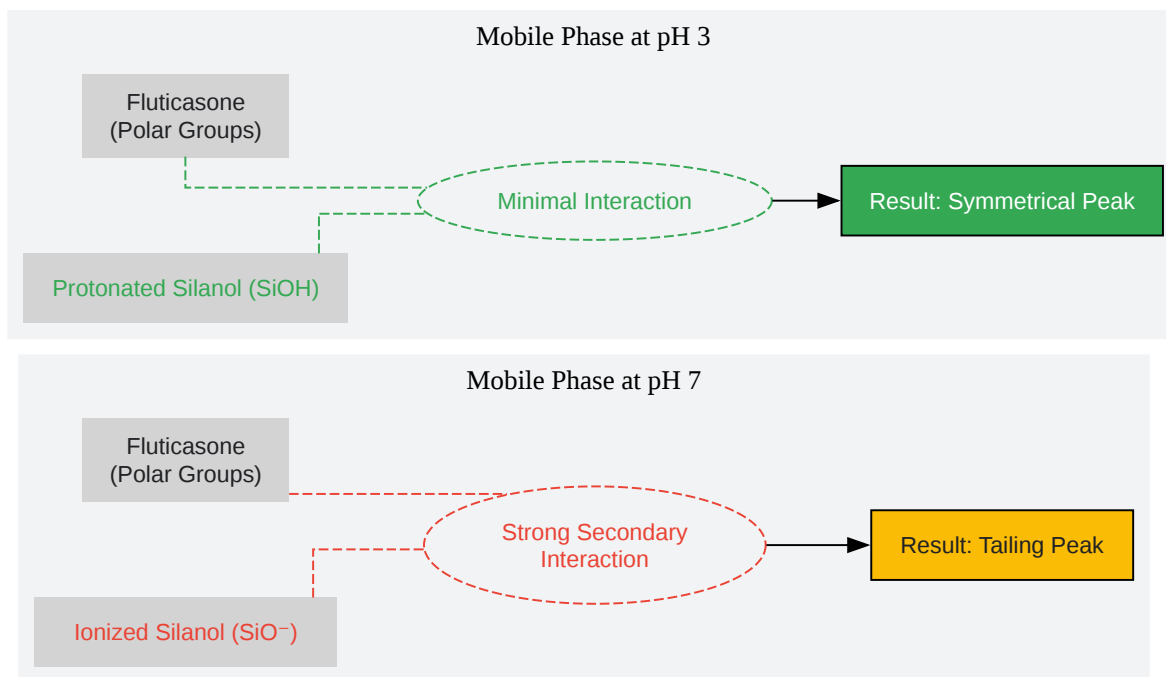 Mobile Phase at pH 3
Fluticasone
(Polar Groups)
Minimal Interaction
Result: Symmetrical Peak
Protonated Silanol (SiOH)
Mobile Phase at pH 7
Fluticasone
(Polar Groups)
Strong Secondary
Interaction
Result: Tailing Peak
Ionized Silanol (SiO⁻)